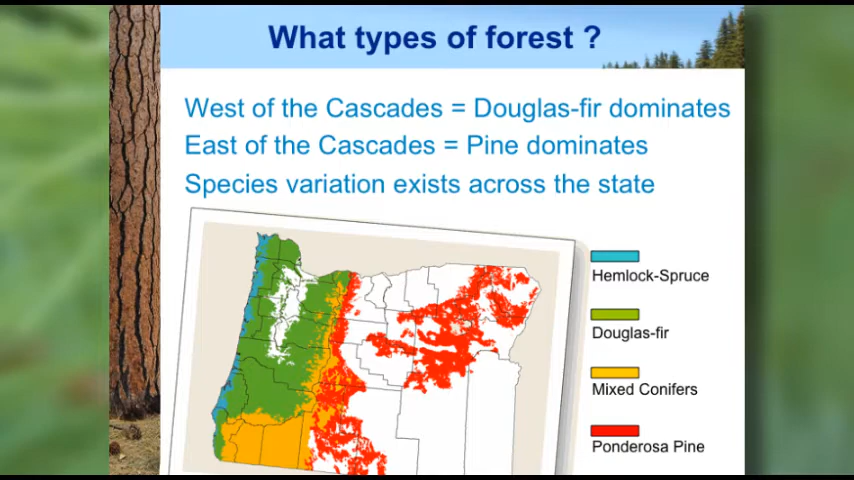 What types of forest ?
West of the Cascades = Douglas-fir dominates
East of the Cascades = Pine dominates
Species variation exists across the state
Hemlock-Spruce
Douglas-fir
Mixed Conifers
Ponderosa Pine